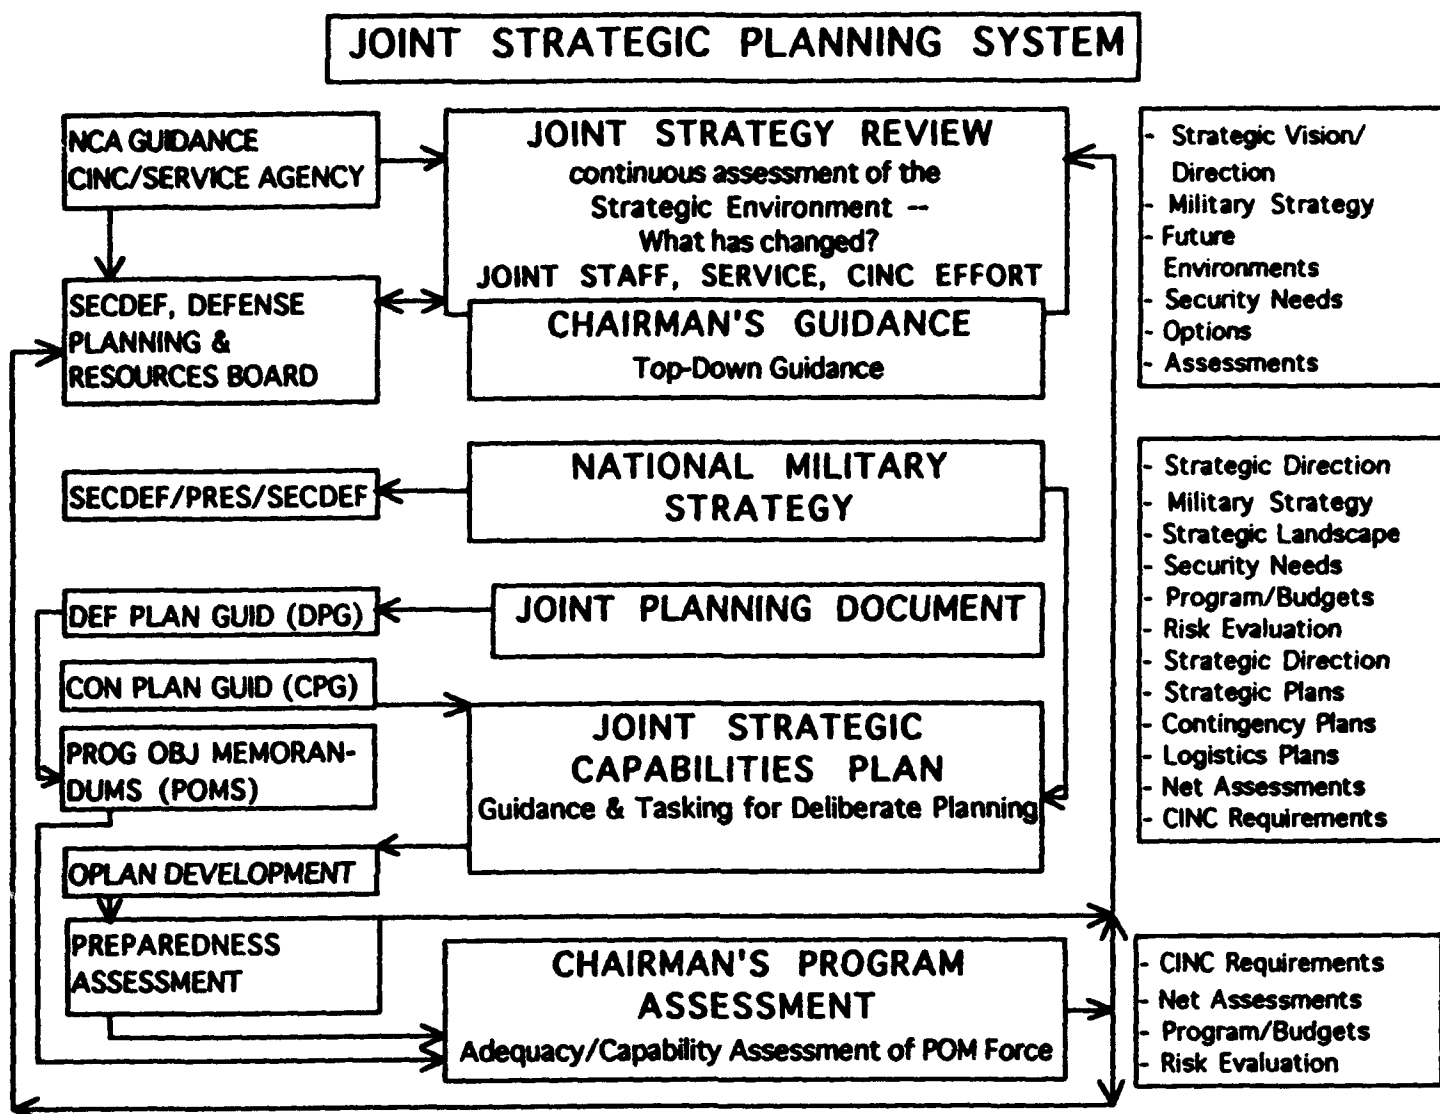 JOINT STRATEGIC PLANNING SYSTEM
NCA GUIDANCE
CINC/SERVICE AGENCY
JOINT STRATEGY REVIEW
continuous assessment of the
Strategic Environment --
What has changed?
JOINT STAFF, SERVICE, CINC EFFORT
SECDEF, DEFENSE
PLANNING &
RESOURCES BOARD
CHAIRMAN'S GUIDANCE
Top-Down Guidance
- Strategic Vision/
Direction
- Military Strategy
- Future
Environments
- Security Needs
- Options
- Assessments
SECDEF/PRES/SECDEF
NATIONAL MILITARY
STRATEGY
DEF PLAN GUID (DPG)
JOINT PLANNING DOCUMENT
CON PLAN GUID (CPG)
PROG OBJ MEMORAN-
DUMS (POMS)
JOINT STRATEGIC
CAPABILITIES PLAN
Guidance & Tasking for Deliberate Planning
OPLAN DEVELOPMENT
- Strategic Direction
- Military Strategy
- Strategic Landscape
- Security Needs
- Program/Budgets
- Risk Evaluation
- Strategic Direction
- Strategic Plans
- Contingency Plans
- Logistics Plans
- Net Assessments
- CINC Requirements
PREPAREDNESS
ASSESSMENT
CHAIRMAN'S PROGRAM
ASSESSMENT
Adequacy/Capability Assessment of POM Force
- CINC Requirements
- Net Assessments
- Program/Budgets
- Risk Evaluation